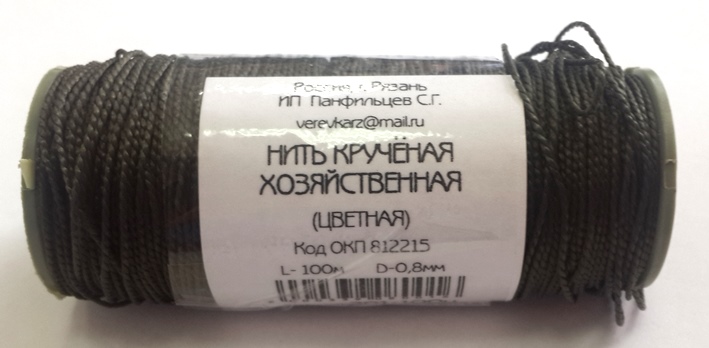 Россия, г. Рязань
ИП Панфильцев С.Г.
verevkarz@mail.ru
НИТЬ КРУЧЁНАЯ
ХОЗЯЙСТВЕННАЯ
(ЦВЕТНАЯ)
Код ОКП 812215
L- 100м D-0,8мм